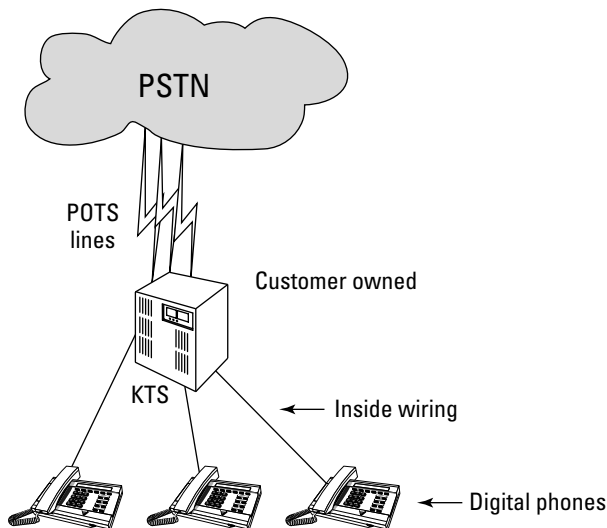 PSTN
POTS
lines
Customer owned
KTS
Inside wiring
Digital phones